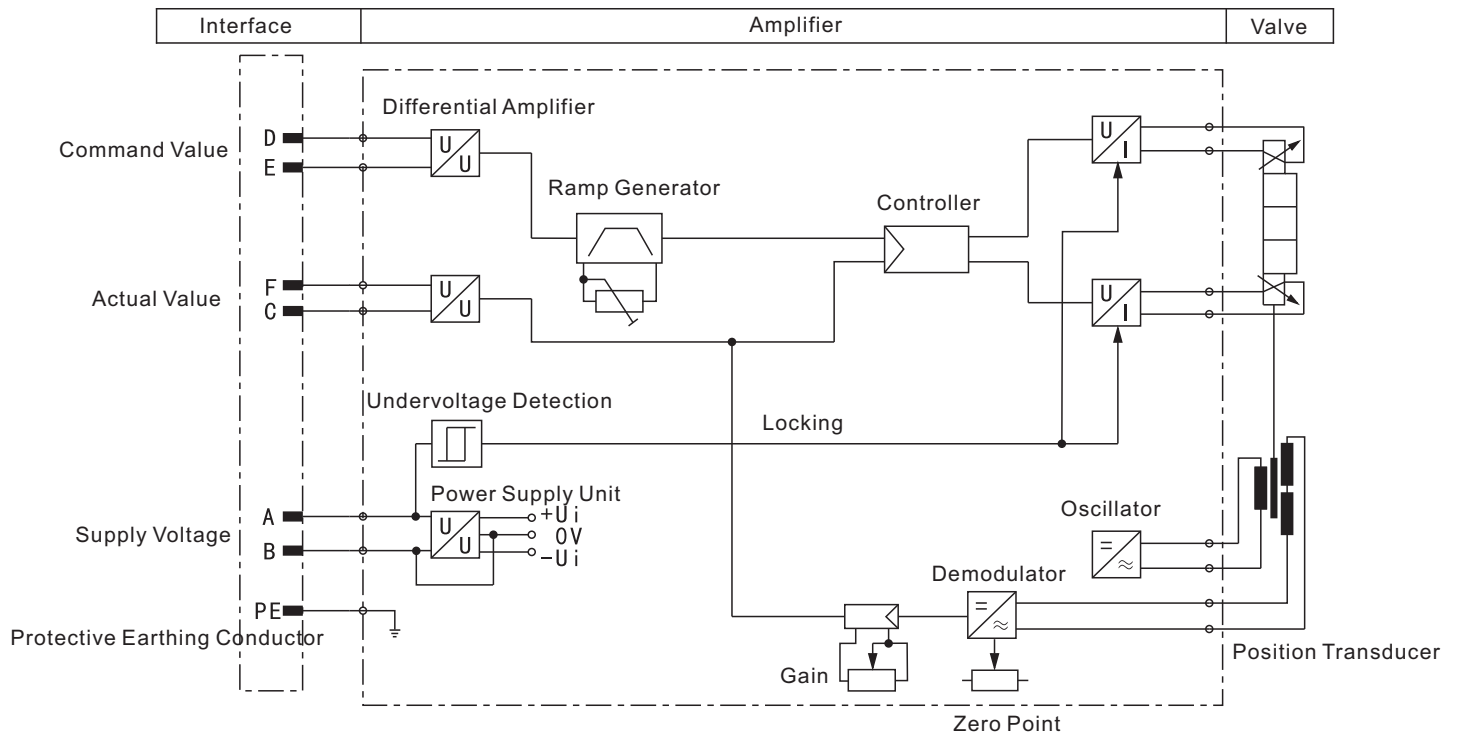 Interface Amplifier Valve
Differential Amplifier
Command Value
D
E
U
U
U
I
Ramp Generator
Controller
Actual Value
F
C
U
U
U
I
Undervoltage Detection
Locking
Power Supply Unit
Supply Voltage
A
B
U
U
+Ui
0V
-Ui
Oscillator
=
≈
Demodulator
=
≈
PE
Protective Earthing Conductor
Position Transducer
Gain
Zero Point